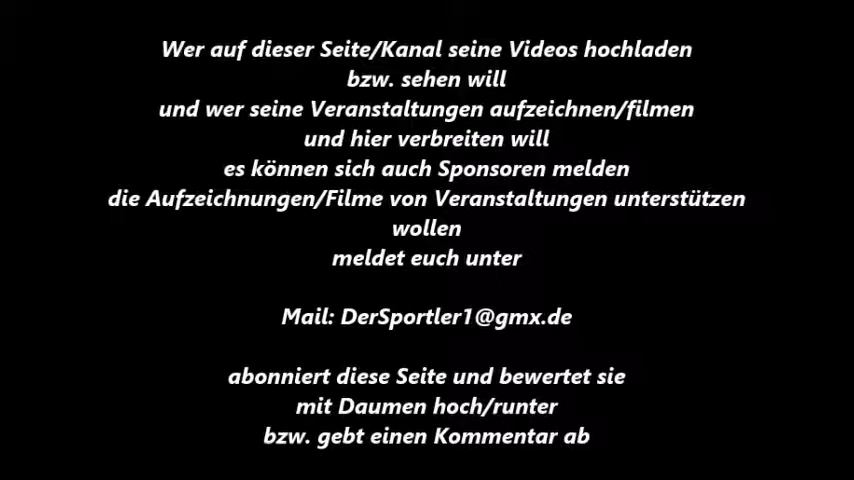 Wer auf dieser Seite/Kanal seine Videos hochladen
bzw. sehen will
und wer seine Veranstaltungen aufzeichnen/filmen
und hier verbreiten will
es können sich auch Sponsoren melden
die Aufzeichnungen/Filme von Veranstaltungen unterstützen
wollen
meldet euch unter
Mail: DerSportler1@gmx.de
abonniert diese Seite und bewertet sie
mit Daumen hoch/runter
bzw. gebt einen Kommentar ab